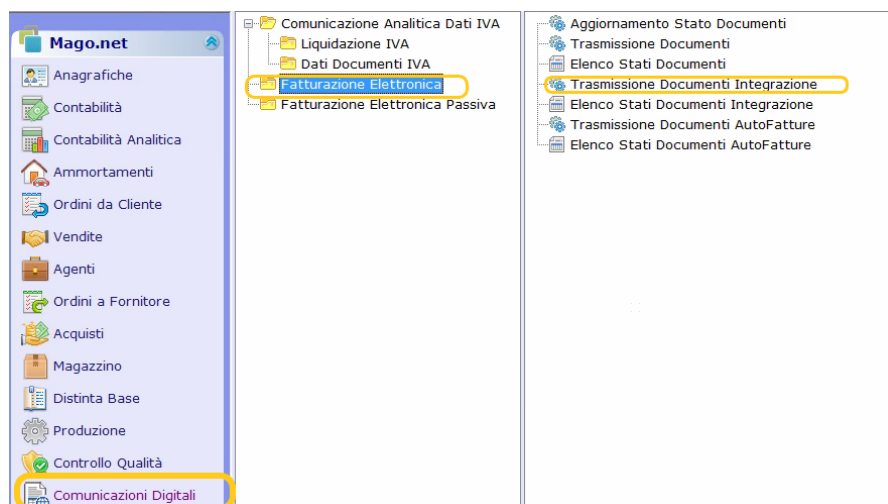 Mago.net
Anagrafiche
Contabilità
Contabilità Analitica
Ammortamenti
Ordini da Cliente
Vendite
Agenti
Ordini a Fornitore
Acquisti
Magazzino
Distinta Base
Produzione
Controllo Qualità
Comunicazioni Digitali
Comunicazione Analitica Dati IVA
Liquidazione IVA
Dati Documenti IVA
Fatturazione Elettronica
Fatturazione Elettronica Passiva
Aggiornamento Stato Documenti
Trasmissione Documenti
Elenco Stati Documenti
Trasmissione Documenti Integrazione
Elenco Stati Documenti Integrazione
Trasmissione Documenti AutoFatture
Elenco Stati Documenti AutoFatture